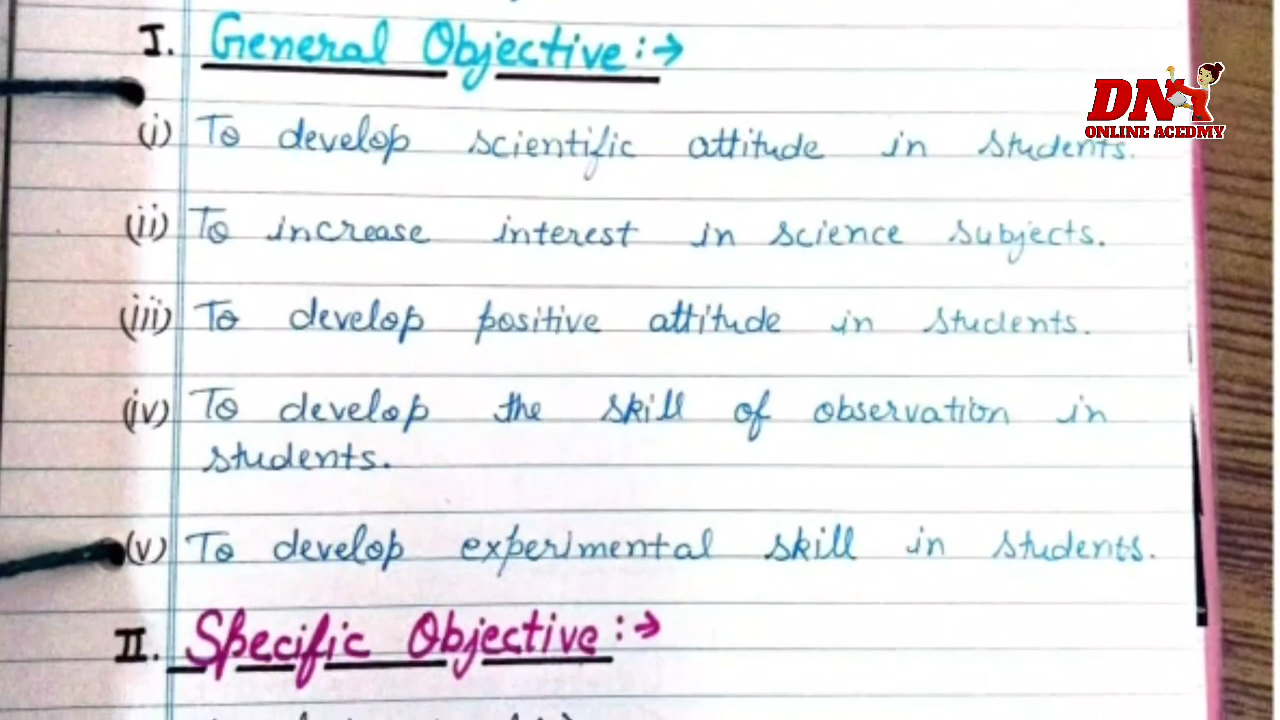 I. General Objective :→
DN
ONLINE ACEDMY
(i) To develop scientific attitude in students.
(ii) To increase interest in science subjects.
(iii) To develop positive attitude in students.
(iv) To develop the skill of observation in
students.
(v) To develop experimental skill in students.
II. Specific Objective :→